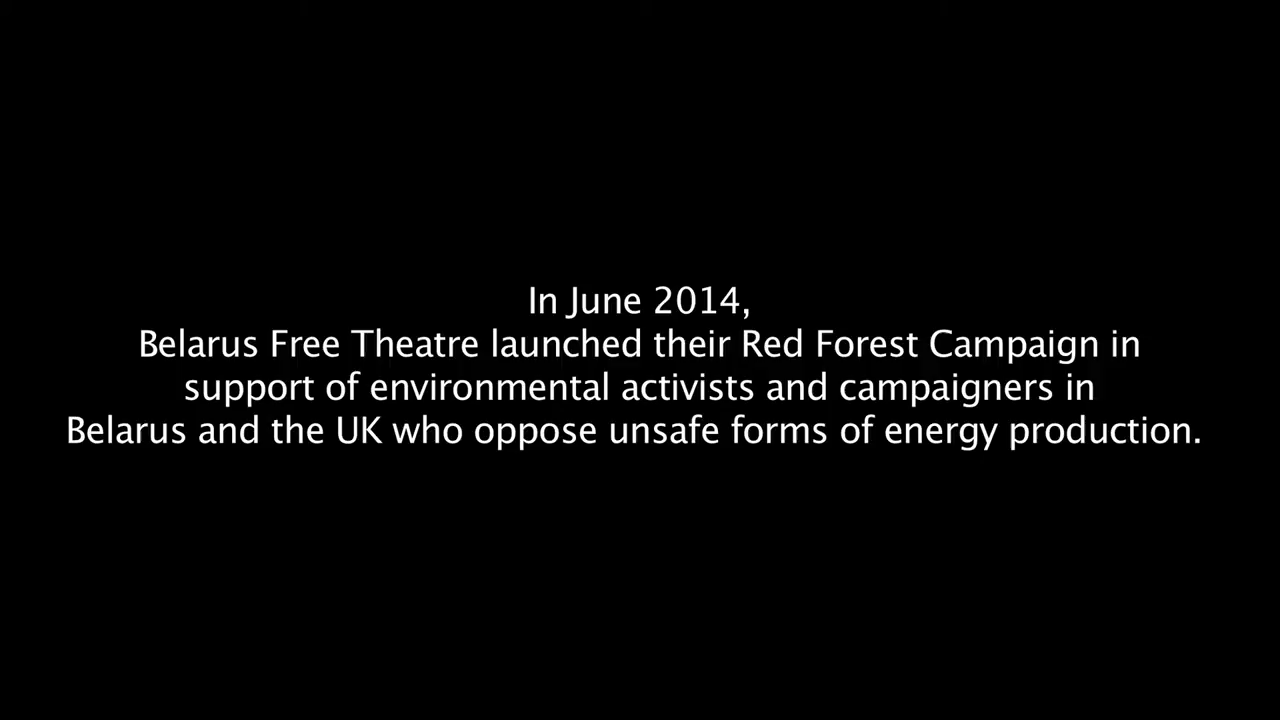 In June 2014,
Belarus Free Theatre launched their Red Forest Campaign in
support of environmental activists and campaigners in
Belarus and the UK who oppose unsafe forms of energy production.